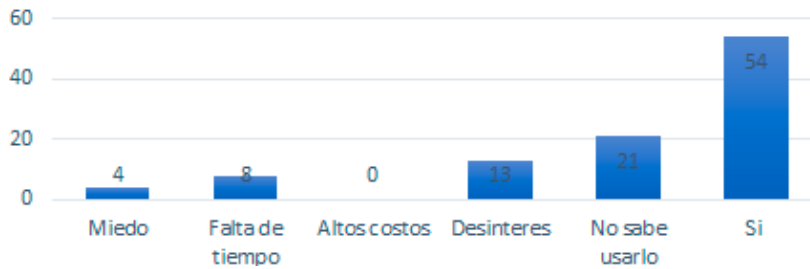 60
40
20
0
4
8
0
13
21
54
Miedo
Falta de
tiempo
Altos costos
Desinteres
No sabe
usarlo
Si